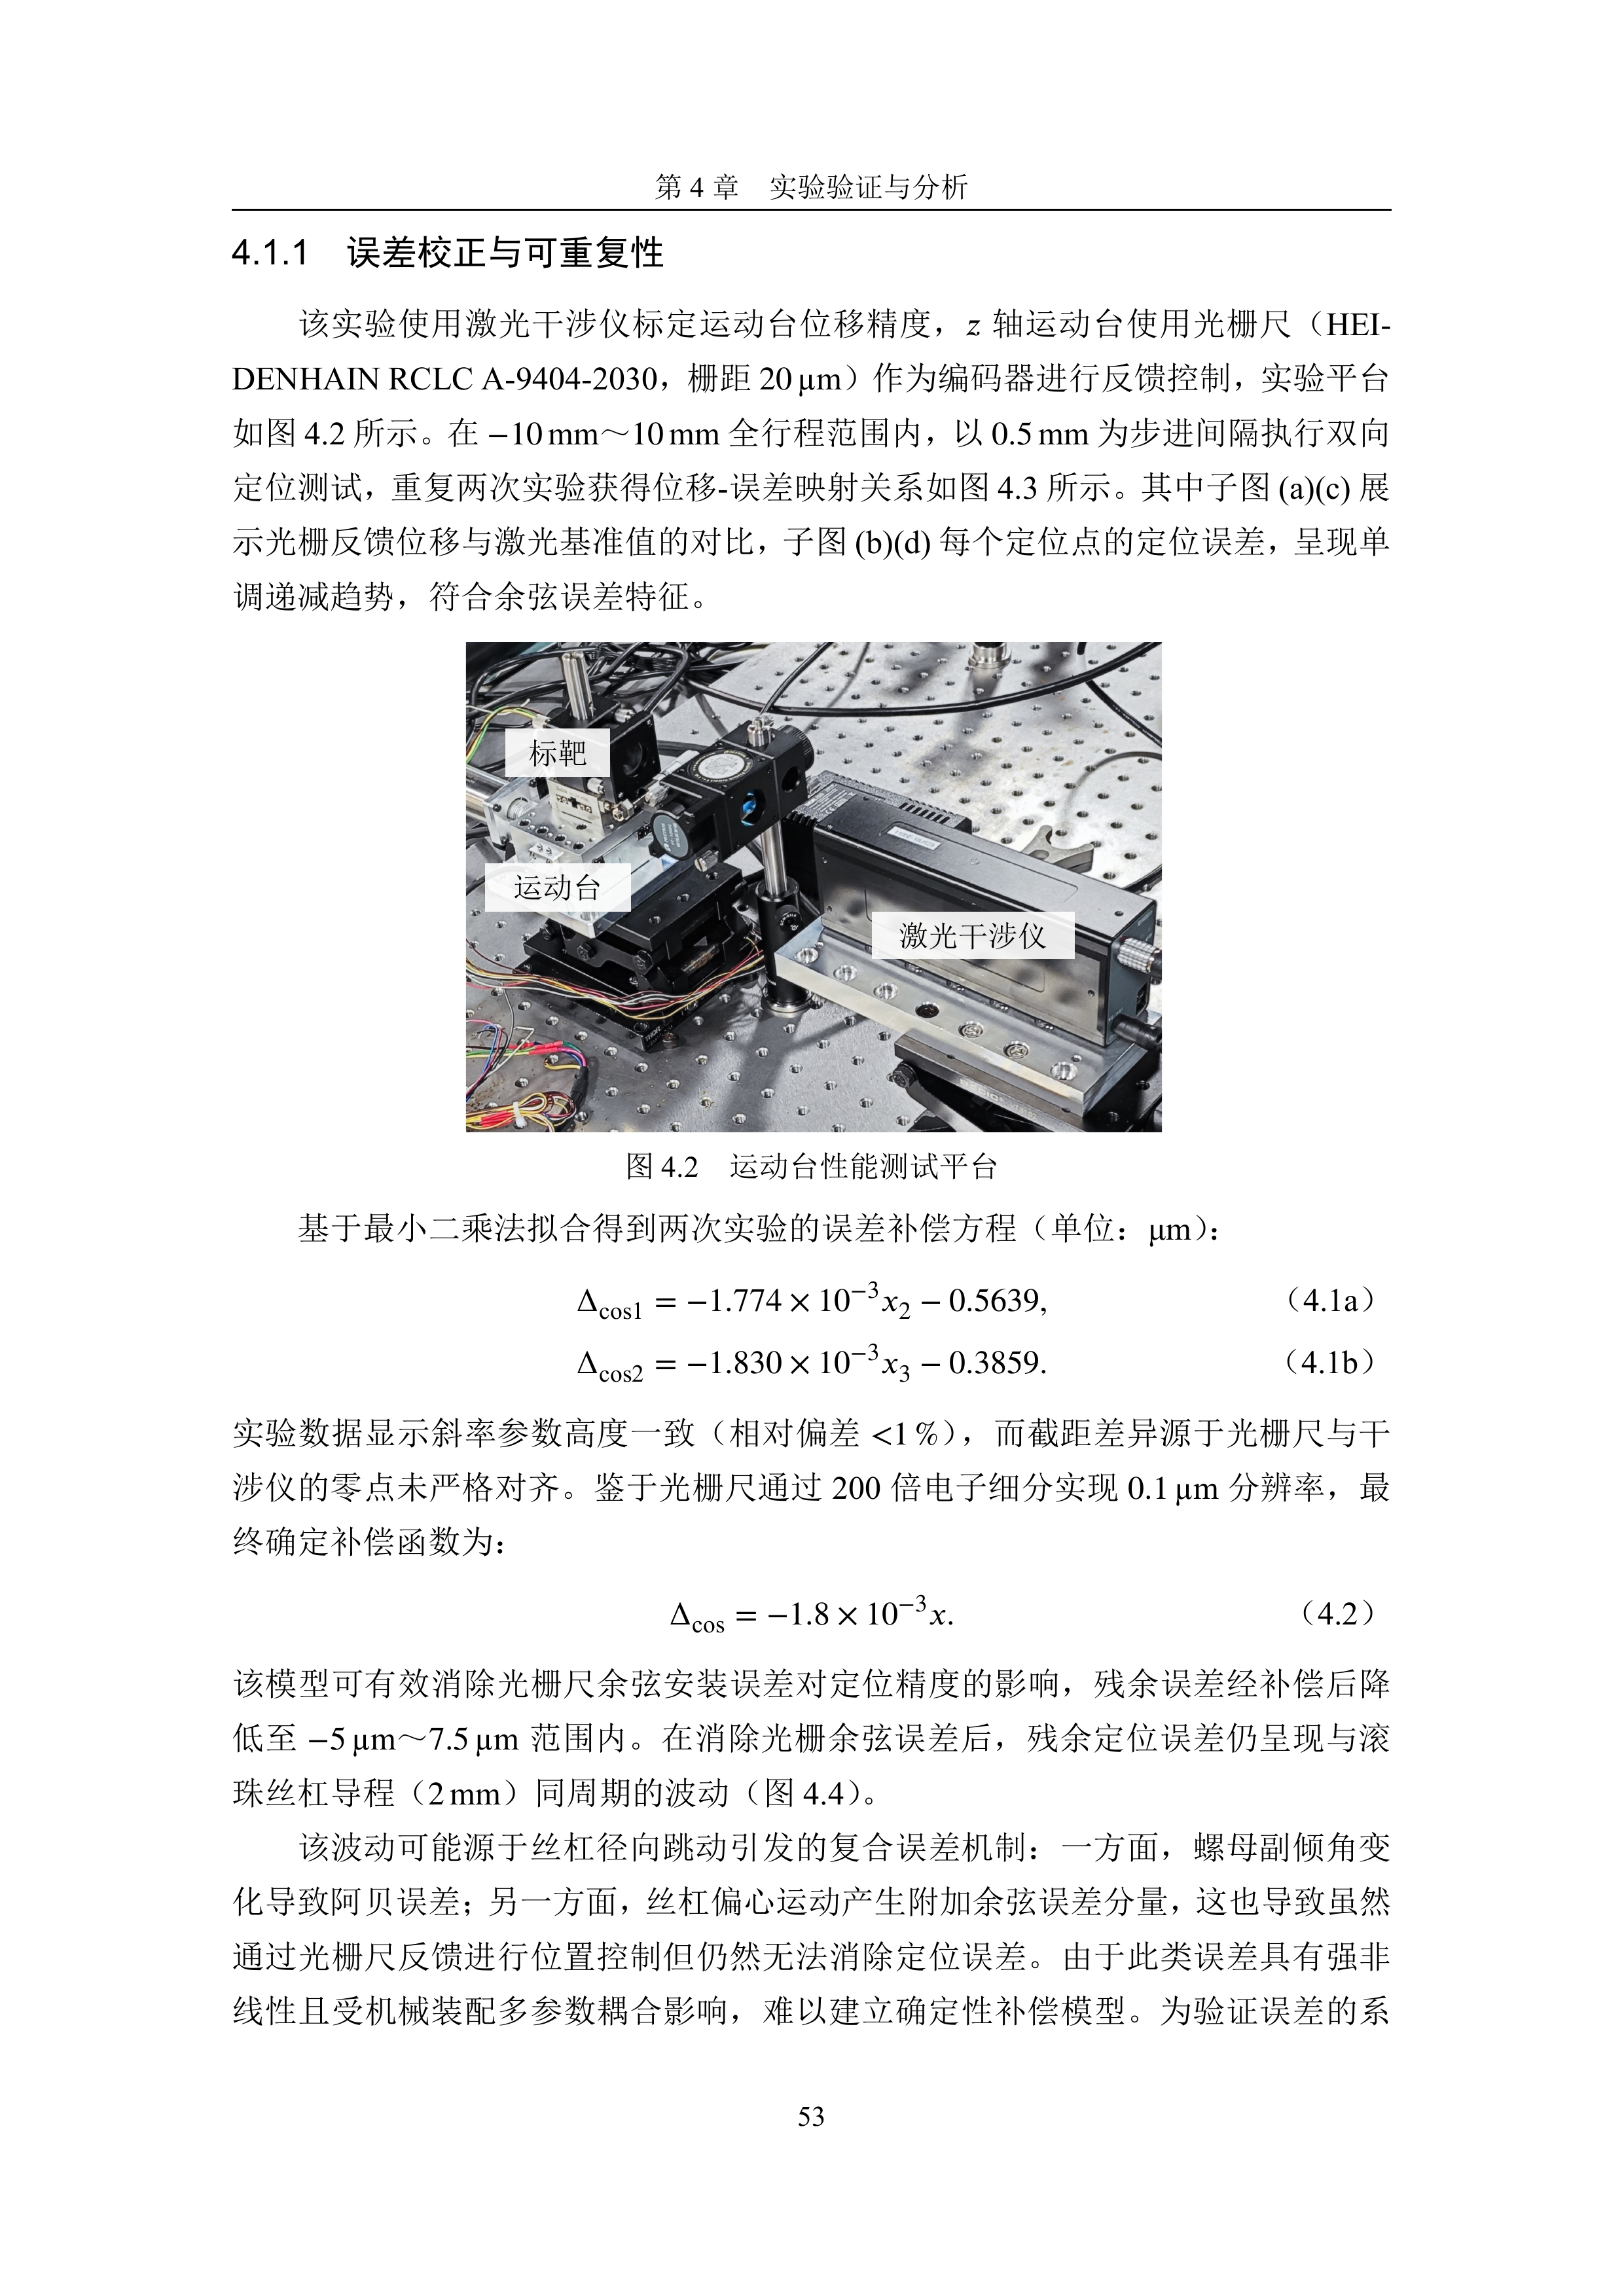 第 4 章 实验验证与分析
4.1.1 误差校正与可重复性
该实验使用激光干涉仪标定运动台位移精度，z 轴运动台使用光栅尺（HEI-
DENHAIN RCLC A-9404-2030，栅距 20 μm）作为编码器进行反馈控制，实验平台
如图 4.2 所示。在 −10 mm～10 mm 全行程范围内，以 0.5 mm 为步进间隔执行双向
定位测试，重复两次实验获得位移-误差映射关系如图 4.3 所示。其中子图 (a)(c) 展
示光栅反馈位移与激光基准值的对比，子图 (b)(d) 每个定位点的定位误差，呈现单
调递减趋势，符合余弦误差特征。
标靶
运动台
激光干涉仪
图 4.2 运动台性能测试平台
基于最小二乘法拟合得到两次实验的误差补偿方程（单位：μm）：
Δcos1 = −1.774 × 10⁻³x₂ − 0.5639, （4.1a）
Δcos2 = −1.830 × 10⁻³x₃ − 0.3859. （4.1b）
实验数据显示斜率参数高度一致（相对偏差 <1 %），而截距差异源于光栅尺与干
涉仪的零点未严格对齐。鉴于光栅尺通过 200 倍电子细分实现 0.1 μm 分辨率，最
终确定补偿函数为：
Δcos = −1.8 × 10⁻³x. （4.2）
该模型可有效消除光栅尺余弦安装误差对定位精度的影响，残余误差经补偿后降
低至 −5 μm～7.5 μm 范围内。在消除光栅余弦误差后，残余定位误差仍呈现与滚
珠丝杠导程（2 mm）同周期的波动（图 4.4）。
该波动可能源于丝杠径向跳动引发的复合误差机制：一方面，螺母副倾角变
化导致阿贝误差；另一方面，丝杠偏心运动产生附加余弦误差分量，这也导致虽然
通过光栅尺反馈进行位置控制但仍然无法消除定位误差。由于此类误差具有强非
线性且受机械装配多参数耦合影响，难以建立确定性补偿模型。为验证误差的系
53